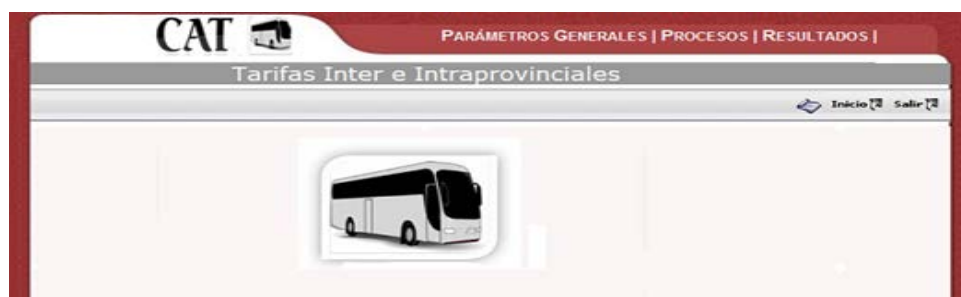 CAT
PARÁMETROS GENERALES | PROCESOS | RESULTADOS |
Tarifas Inter e Intraprovinciales
Inicio Salir